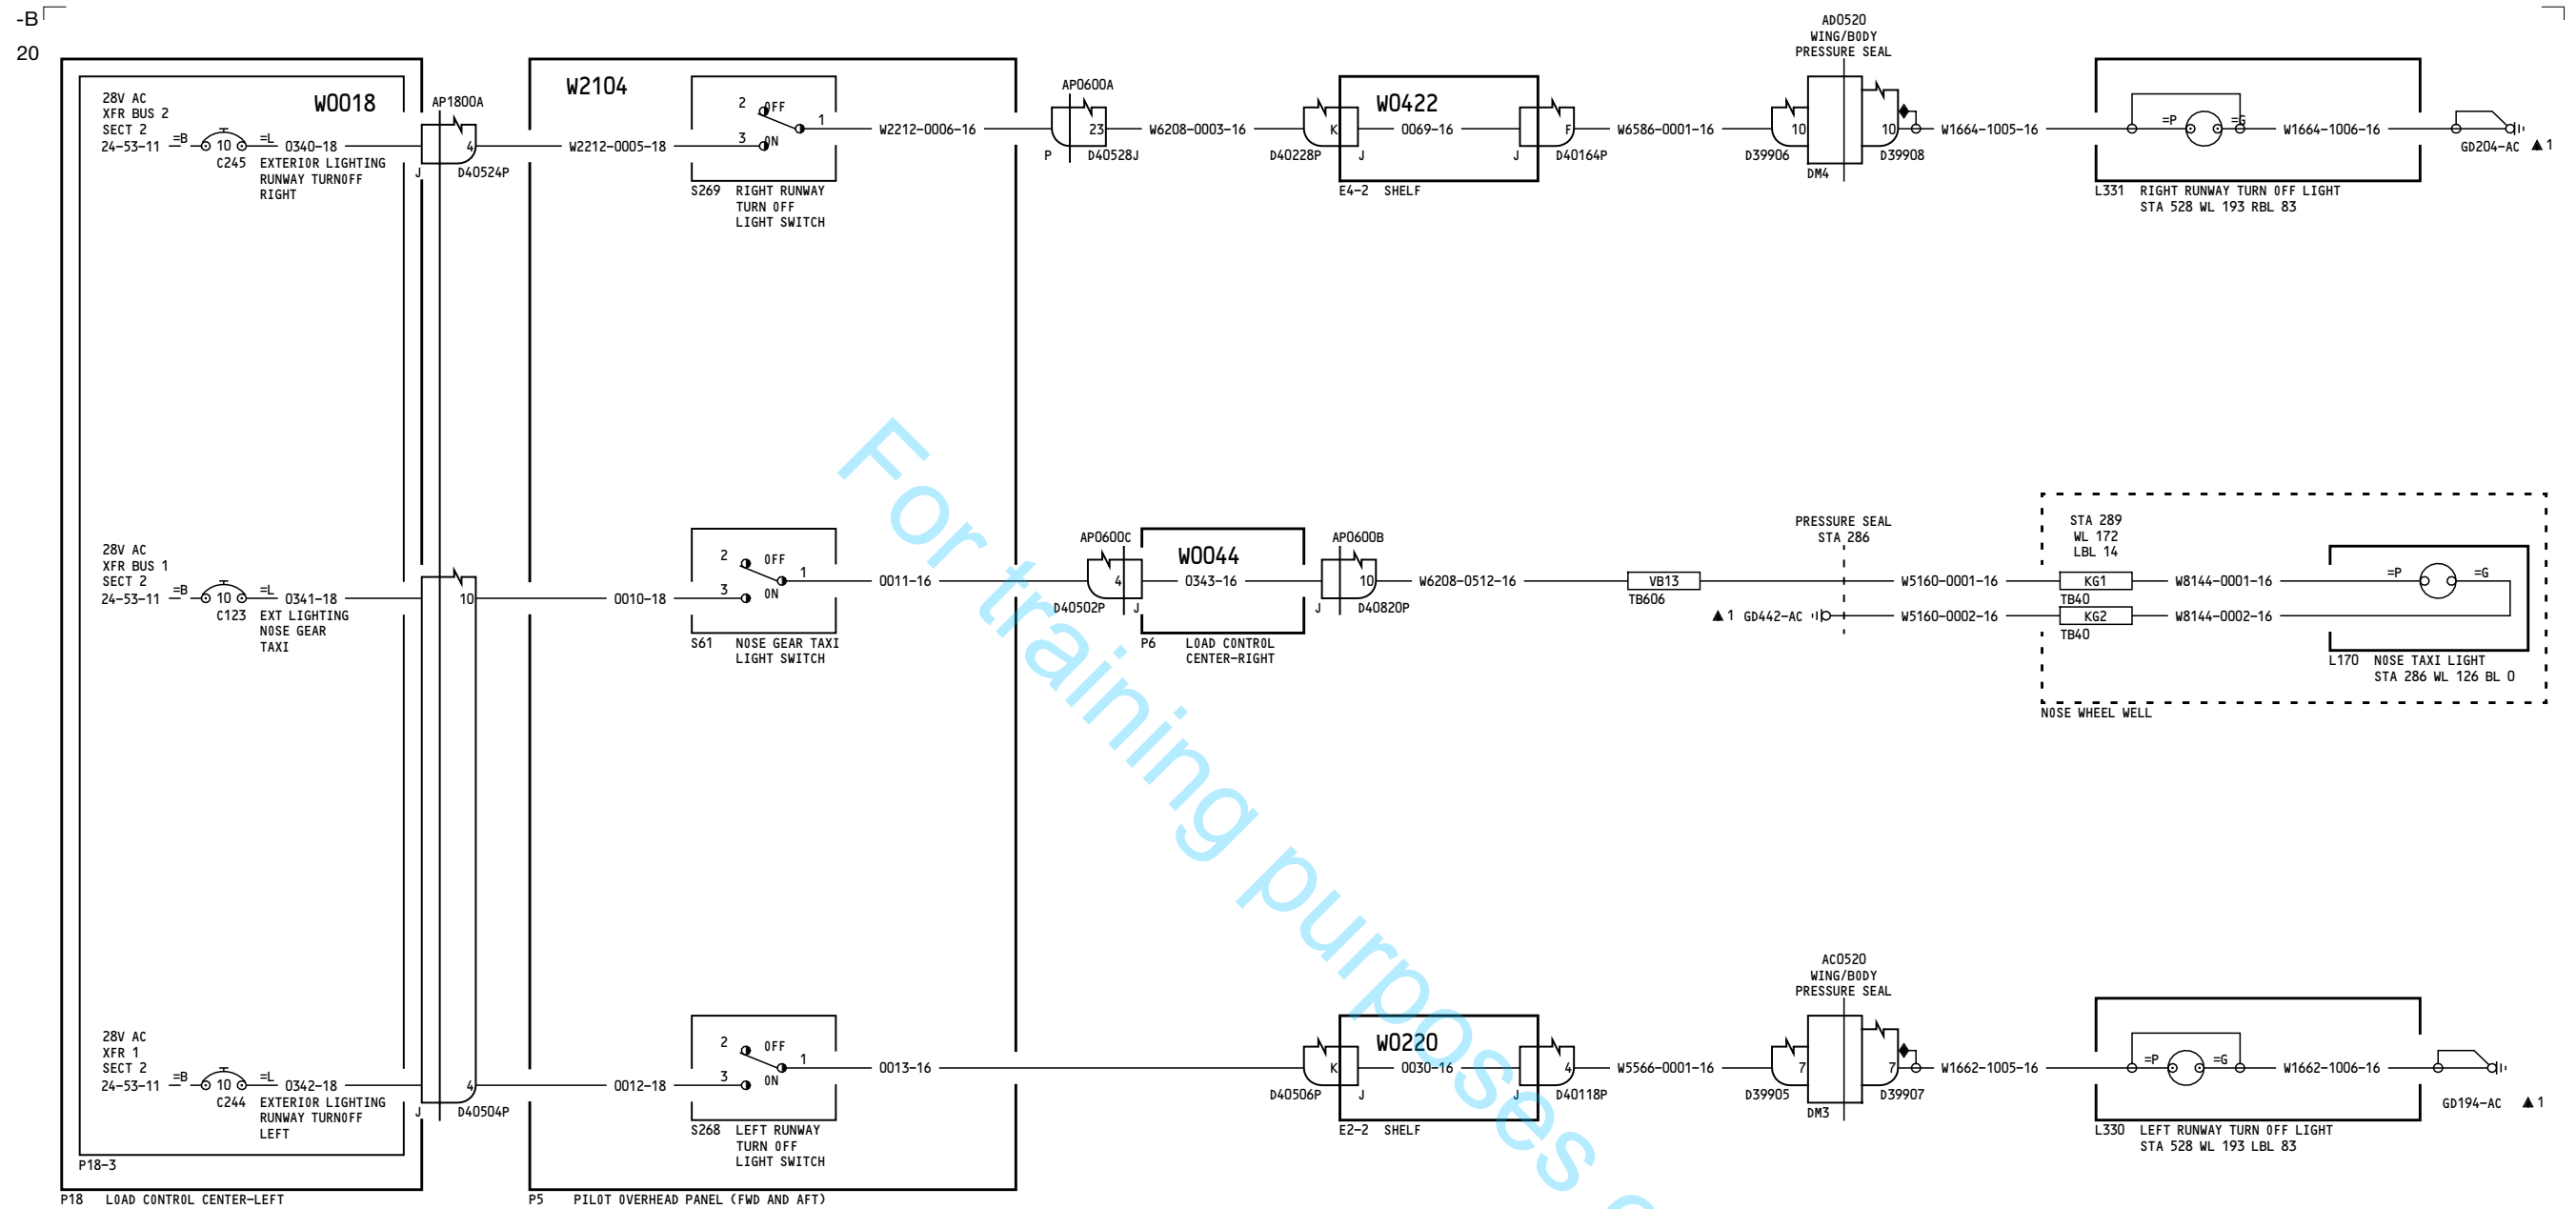 -B
20
28V AC
XFR BUS 2
SECT 2
24-53-11
=B
10
=L
0340-18
C245
EXTERIOR LIGHTING
RUNWAY TURNOFF
RIGHT
W0018
AP1800A
4
J
D40524P
W2104
W2212-0005-18
2
OFF
3
ON
1
S269
RIGHT RUNWAY
TURN OFF
LIGHT SWITCH
W2212-0006-16
AP0600A
23
P
D40528J
W6208-0003-16
W0422
K
0069-16
F
D40228P
J
J
D40164P
E4-2 SHELF
W6586-0001-16
AD0520
WING/BODY
PRESSURE SEAL
10
10
D39906
D39908
DM4
W1664-1005-16
=P
=G
W1664-1006-16
GD204-AC ▲1
L331 RIGHT RUNWAY TURN OFF LIGHT
STA 528 WL 193 RBL 83
28V AC
XFR BUS 1
SECT 2
24-53-11
=B
10
=L
0341-18
C123
EXT LIGHTING
NOSE GEAR
TAXI
10
0010-18
2
OFF
3
ON
1
S61
NOSE GEAR TAXI
LIGHT SWITCH
0011-16
AP0600C
4
D40502P
J
W0044
0343-16
P6
LOAD CONTROL
CENTER-RIGHT
AP0600B
10
J
D40820P
W6208-0512-16
VB13
TB606
PRESSURE SEAL
STA 286
▲1 GD442-AC
W5160-0001-16
W5160-0002-16
STA 289
WL 172
LBL 14
KG1
TB40
KG2
TB40
W8144-0001-16
W8144-0002-16
=P
=G
L170 NOSE TAXI LIGHT
STA 286 WL 126 BL 0
NOSE WHEEL WELL
28V AC
XFR 1
SECT 2
24-53-11
=B
10
=L
0342-18
C244
EXTERIOR LIGHTING
RUNWAY TURNOFF
LEFT
4
J
D40504P
0012-18
2
OFF
3
ON
1
S268
LEFT RUNWAY
TURN OFF
LIGHT SWITCH
0013-16
W0220
K
0030-16
4
D40506P
J
J
D40118P
E2-2 SHELF
W5566-0001-16
AC0520
WING/BODY
PRESSURE SEAL
7
7
D39905
D39907
DM3
W1662-1005-16
=P
=G
W1662-1006-16
GD194-AC ▲1
L330 LEFT RUNWAY TURN OFF LIGHT
STA 528 WL 193 LBL 83
P18-3
P18 LOAD CONTROL CENTER-LEFT
P5 PILOT OVERHEAD PANEL (FWD AND AFT)
For training purposes